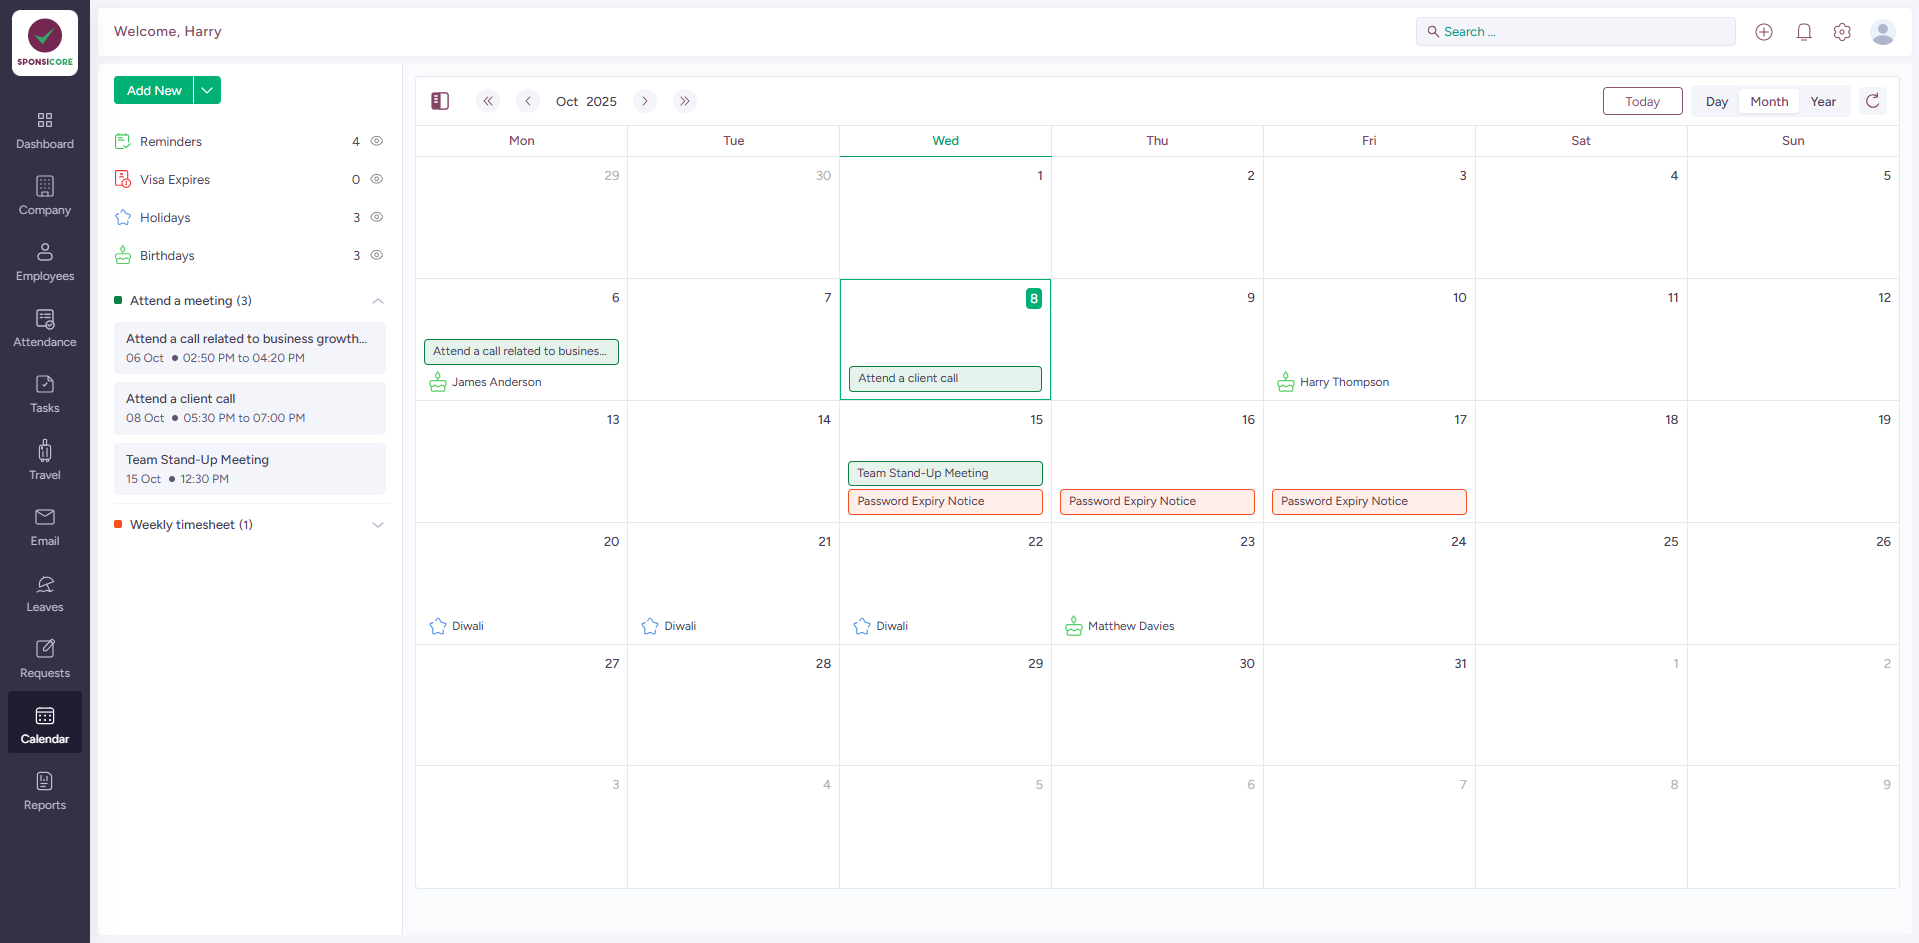 SPONSICORE
Dashboard
Company
Employees
Attendance
Tasks
Travel
Email
Leaves
Requests
Calendar
Reports
Welcome, Harry
Search ...
Add New
Reminders 4
Visa Expires 0
Holidays 3
Birthdays 3
Attend a meeting (3)
Attend a call related to business growth...
06 Oct • 02:50 PM to 04:20 PM
Attend a client call
08 Oct • 05:30 PM to 07:00 PM
Team Stand-Up Meeting
15 Oct • 12:30 PM
Weekly timesheet (1)
Oct 2025
Today Day Month Year
Mon Tue Wed Thu Fri Sat Sun
29 30 1 2 3 4 5
6 7 8 9 10 11 12
Attend a call related to busines...
Attend a client call
James Anderson Harry Thompson
13 14 15 16 17 18 19
Team Stand-Up Meeting
Password Expiry Notice Password Expiry Notice Password Expiry Notice
20 21 22 23 24 25 26
Diwali Diwali Diwali Matthew Davies
27 28 29 30 31 1 2
3 4 5 6 7 8 9